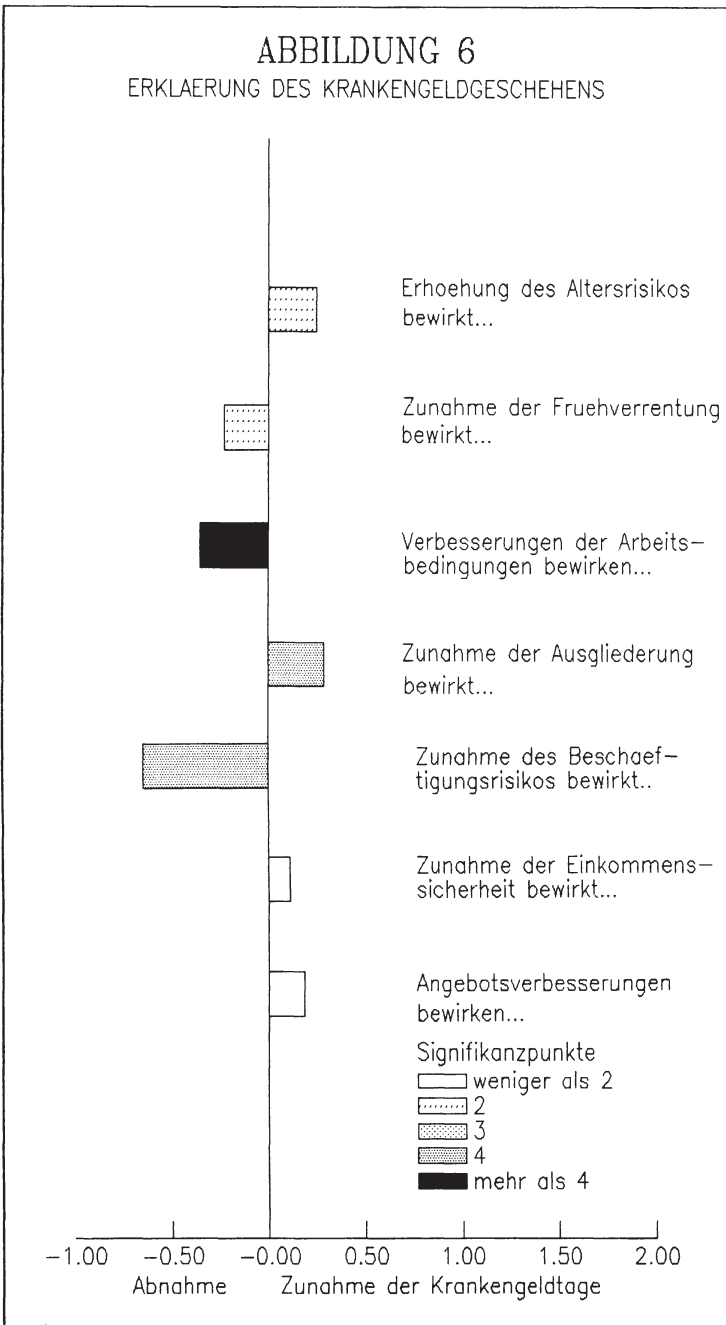 ABBILDUNG 6
ERKLAERUNG DES KRANKENGELDGESCHEHENS
Erhoehung des Altersrisikos
bewirkt...
Zunahme der Fruehverrentung
bewirkt...
Verbesserungen der Arbeits-
bedingungen bewirken...
Zunahme der Ausgliederung
bewirkt...
Zunahme des Beschaef-
tigungsrisikos bewirkt..
Zunahme der Einkommens-
sicherheit bewirkt...
Angebotsverbesserungen
bewirken...
Signifikanzpunkte
weniger als 2
2
3
4
mehr als 4
-1.00 -0.50 -0.00 0.50 1.00 1.50 2.00
Abnahme Zunahme der Krankengeldtage